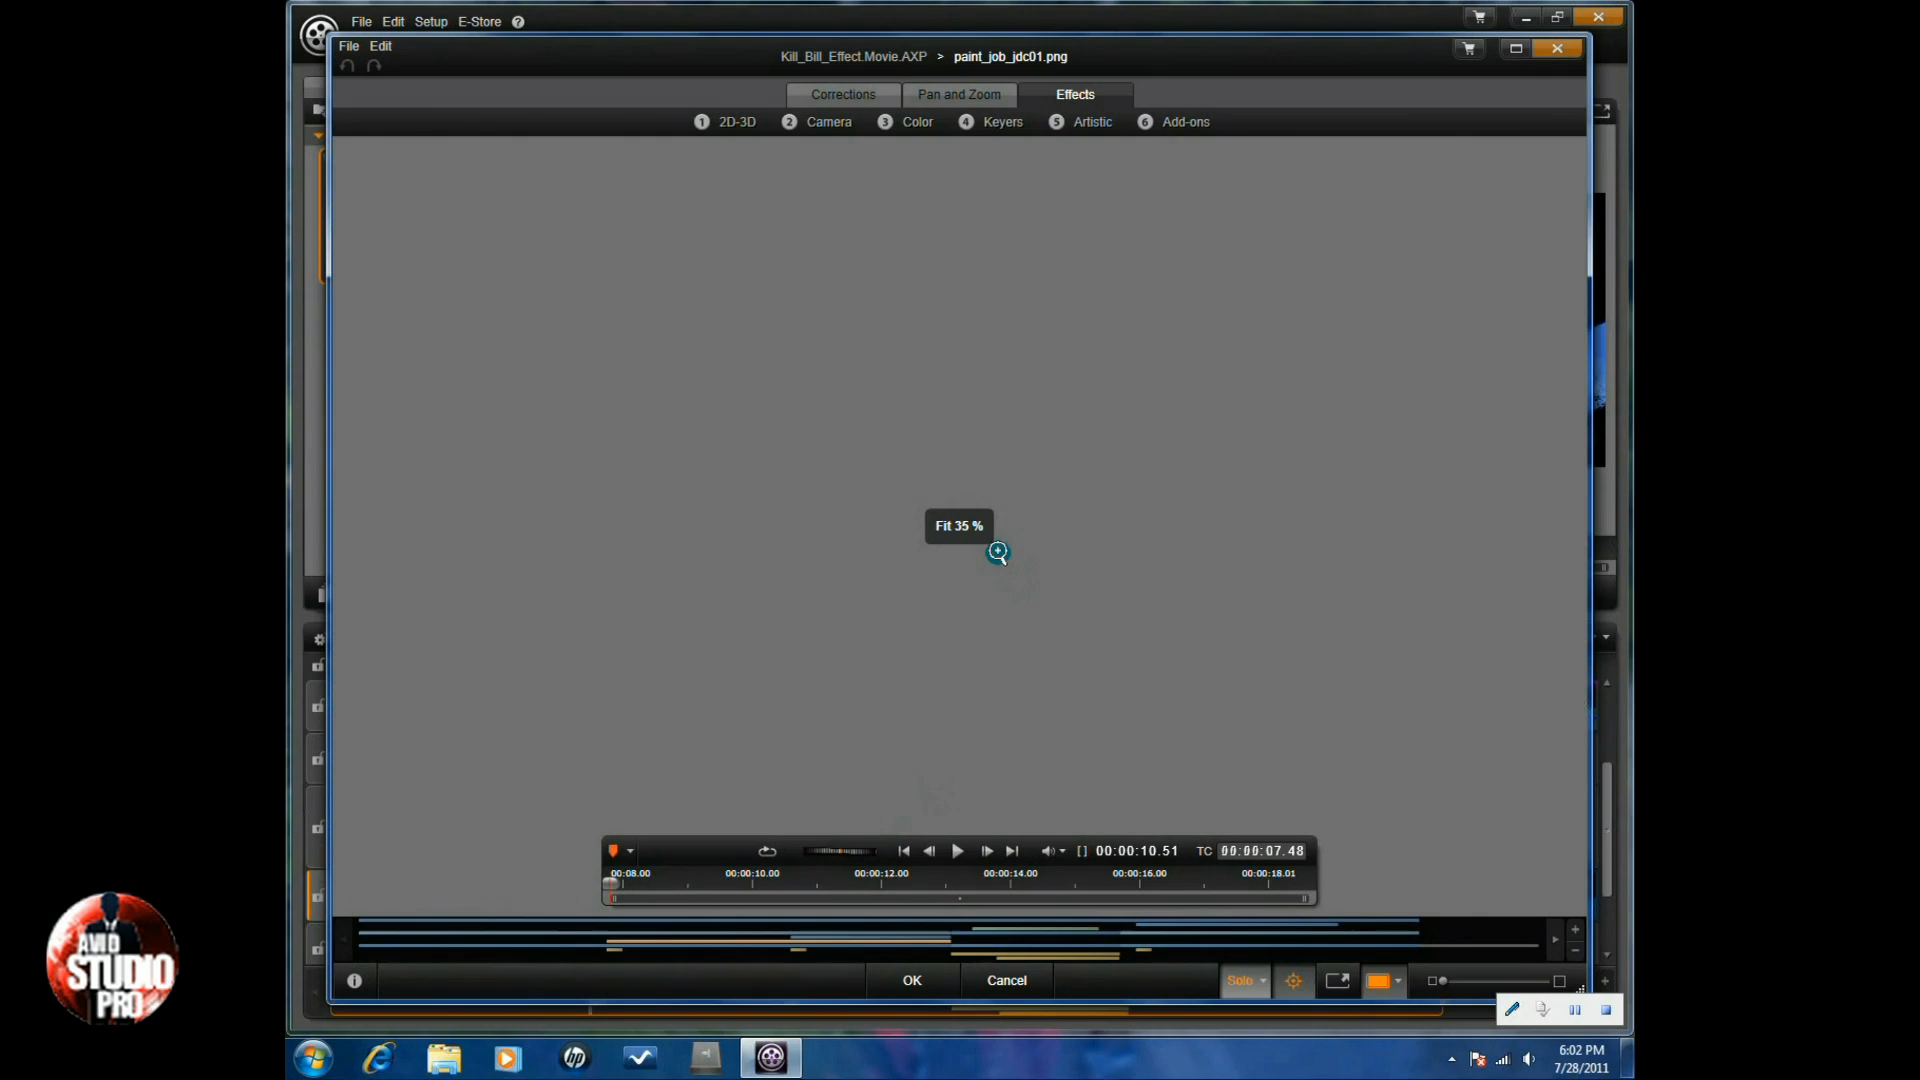 File Edit Setup E-Store ?
File Edit
Kill_Bill_Effect.Movie.AXP > paint_job_jdc01.png
Corrections Pan and Zoom Effects
1 2D-3D 2 Camera 3 Color 4 Keyers 5 Artistic 6 Add-ons
Fit 35 %
[] 00:00:10.51 TC 00:00:07.48
00:08.00 00:00:10.00 00:00:12.00 00:00:14.00 00:00:16.00 00:00:18.01
OK Cancel Solo
AVID
STUDIO
PRO
hp
6:02 PM
7/28/2011